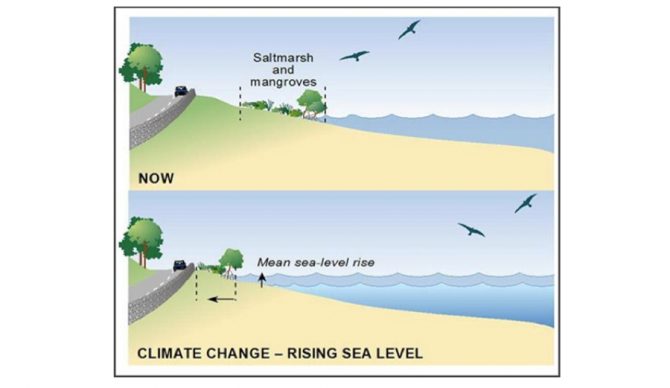 Saltmarsh
and
mangroves
NOW
Mean sea-level rise
CLIMATE CHANGE – RISING SEA LEVEL